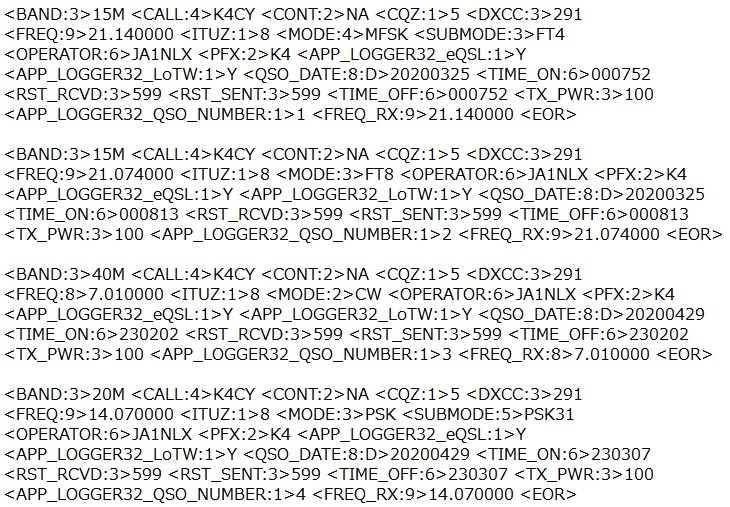 <BAND:3>15M <CALL:4>K4CY <CONT:2>NA <CQZ:1>5 <DXCC:3>291
<FREQ:9>21.140000 <ITUZ:1>8 <MODE:4>MFSK <SUBMODE:3>FT4
<OPERATOR:6>JA1NLX <PFX:2>K4 <APP_LOGGER32_eQSL:1>Y
<APP_LOGGER32_LoTW:1>Y <QSO_DATE:8:D>20200325 <TIME_ON:6>000752
<RST_RCVD:3>599 <RST_SENT:3>599 <TIME_OFF:6>000752 <TX_PWR:3>100
<APP_LOGGER32_QSO_NUMBER:1>1 <FREQ_RX:9>21.140000 <EOR>

<BAND:3>15M <CALL:4>K4CY <CONT:2>NA <CQZ:1>5 <DXCC:3>291
<FREQ:9>21.074000 <ITUZ:1>8 <MODE:3>FT8 <OPERATOR:6>JA1NLX <PFX:2>K4
<APP_LOGGER32_eQSL:1>Y <APP_LOGGER32_LoTW:1>Y <QSO_DATE:8:D>20200325
<TIME_ON:6>000813 <RST_RCVD:3>599 <RST_SENT:3>599 <TIME_OFF:6>000813
<TX_PWR:3>100 <APP_LOGGER32_QSO_NUMBER:1>2 <FREQ_RX:9>21.074000 <EOR>

<BAND:3>40M <CALL:4>K4CY <CONT:2>NA <CQZ:1>5 <DXCC:3>291
<FREQ:8>7.010000 <ITUZ:1>8 <MODE:2>CW <OPERATOR:6>JA1NLX <PFX:2>K4
<APP_LOGGER32_eQSL:1>Y <APP_LOGGER32_LoTW:1>Y <QSO_DATE:8:D>20200429
<TIME_ON:6>230202 <RST_RCVD:3>599 <RST_SENT:3>599 <TIME_OFF:6>230202
<TX_PWR:3>100 <APP_LOGGER32_QSO_NUMBER:1>3 <FREQ_RX:8>7.010000 <EOR>

<BAND:3>20M <CALL:4>K4CY <CONT:2>NA <CQZ:1>5 <DXCC:3>291
<FREQ:9>14.070000 <ITUZ:1>8 <MODE:3>PSK <SUBMODE:5>PSK31
<OPERATOR:6>JA1NLX <PFX:2>K4 <APP_LOGGER32_eQSL:1>Y
<APP_LOGGER32_LoTW:1>Y <QSO_DATE:8:D>20200429 <TIME_ON:6>230307
<RST_RCVD:3>599 <RST_SENT:3>599 <TIME_OFF:6>230307 <TX_PWR:3>100
<APP_LOGGER32_QSO_NUMBER:1>4 <FREQ_RX:9>14.070000 <EOR>